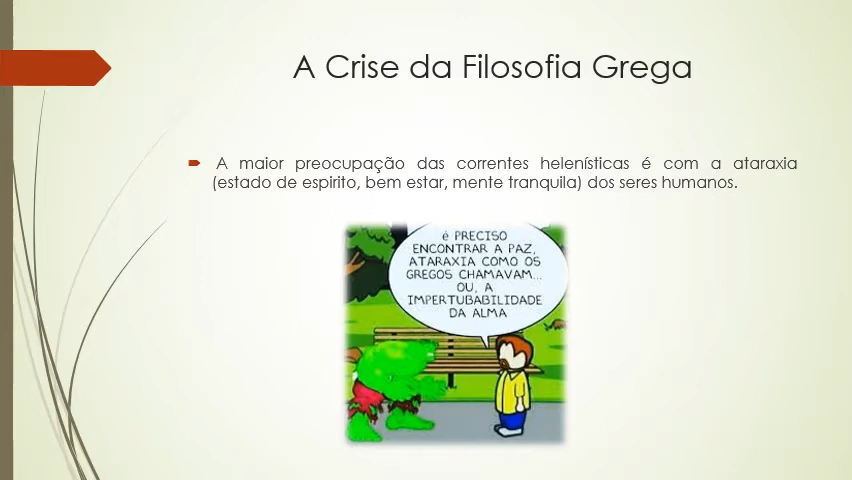 A Crise da Filosofia Grega
A maior preocupação das correntes helenísticas é com a ataraxia
(estado de espirito, bem estar, mente tranquila) dos seres humanos.
é PRECISO
ENCONTRAR A PAZ,
ATARAXIA COMO OS
GREGOS CHAMAVAM...
OU, A
IMPERTUBABILIDADE
DA ALMA